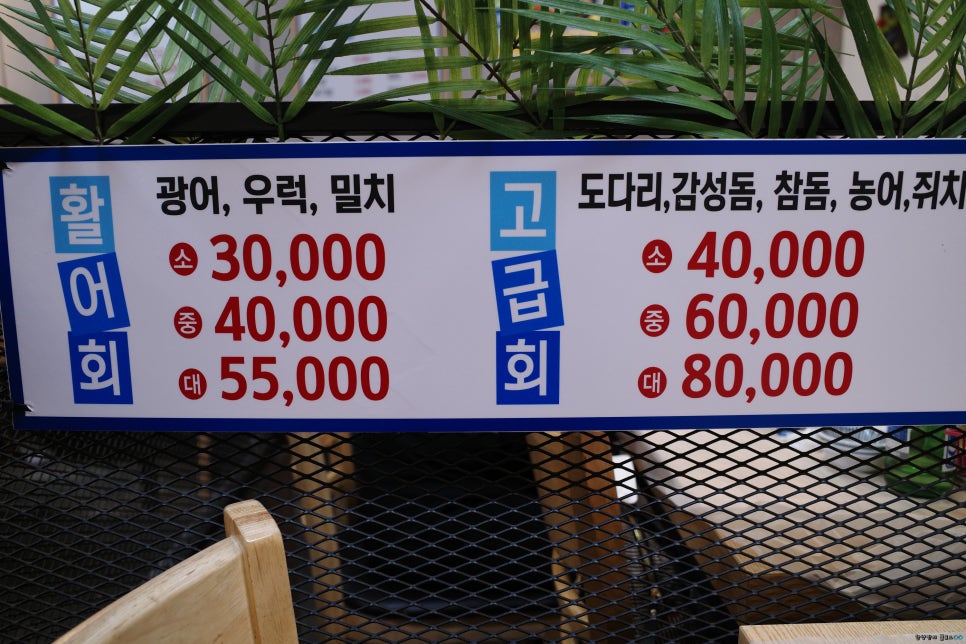 활어회
광어, 우럭, 밀치
소 30,000
중 40,000
대 55,000
고급회
도다리,감성돔, 참돔, 농어,쥐치
소 40,000
중 60,000
대 80,000